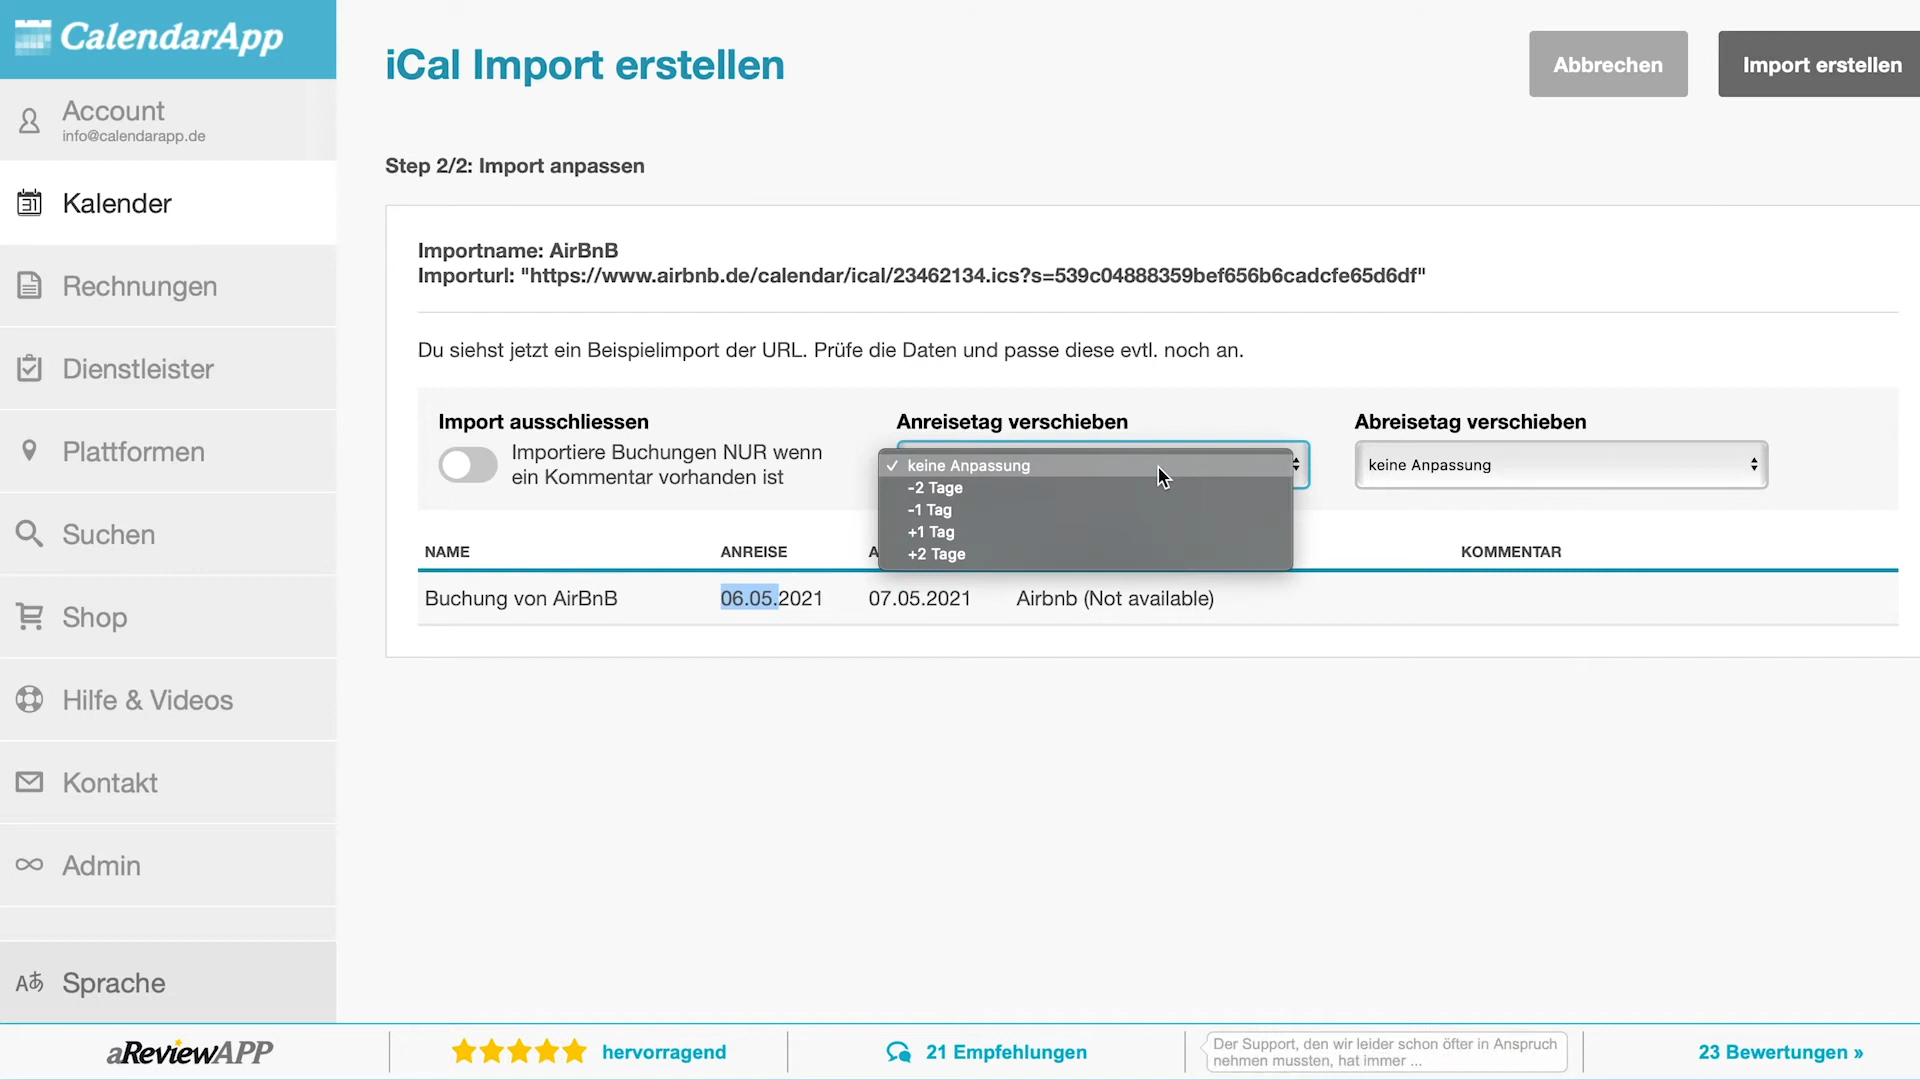 CalendarApp
Account
info@calendarapp.de
Kalender
Rechnungen
Dienstleister
Plattformen
Suchen
Shop
Hilfe & Videos
Kontakt
Admin
Sprache
iCal Import erstellen
Abbrechen
Import erstellen
Step 2/2: Import anpassen
Importname: AirBnB
Importurl: "https://www.airbnb.de/calendar/ical/23462134.ics?s=539c04888359bef656b6cadcfe65d6df"
Du siehst jetzt ein Beispielimport der URL. Prüfe die Daten und passe diese evtl. noch an.
Import ausschliessen
Importiere Buchungen NUR wenn
ein Kommentar vorhanden ist
Anreisetag verschieben
✓ keine Anpassung
-2 Tage
-1 Tag
+1 Tag
+2 Tage
Abreisetag verschieben
keine Anpassung
NAME ANREISE A KOMMENTAR
Buchung von AirBnB 06.05.2021 07.05.2021 Airbnb (Not available)
aReviewAPP
hervorragend
21 Empfehlungen
Der Support, den wir leider schon öfter in Anspruch
nehmen mussten, hat immer ...
23 Bewertungen »